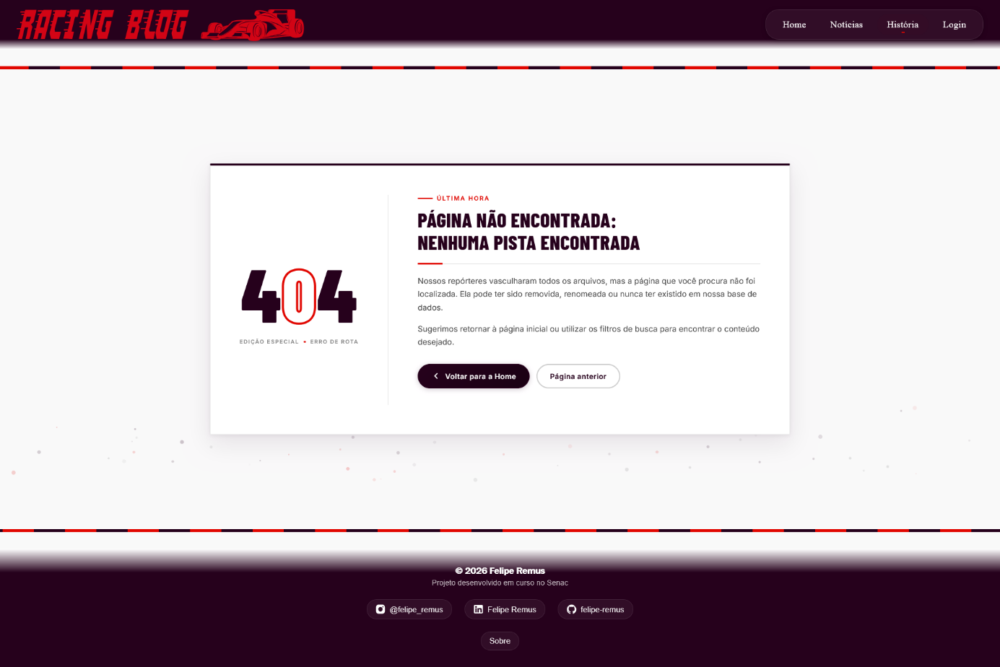 RACING BLOG
Home Notícias História Login
404
EDIÇÃO ESPECIAL • ERRO DE ROTA
ÚLTIMA HORA
PÁGINA NÃO ENCONTRADA:
NENHUMA PISTA ENCONTRADA
Nossos repórteres vasculharam todos os arquivos, mas a página que você procura não foi
localizada. Ela pode ter sido removida, renomeada ou nunca ter existido em nossa base de
dados.
Sugerimos retornar à página inicial ou utilizar os filtros de busca para encontrar o conteúdo
desejado.
Voltar para a Home Página anterior
© 2026 Felipe Remus
Projeto desenvolvido em curso no Senac
@felipe_remus Felipe Remus felipe-remus
Sobre